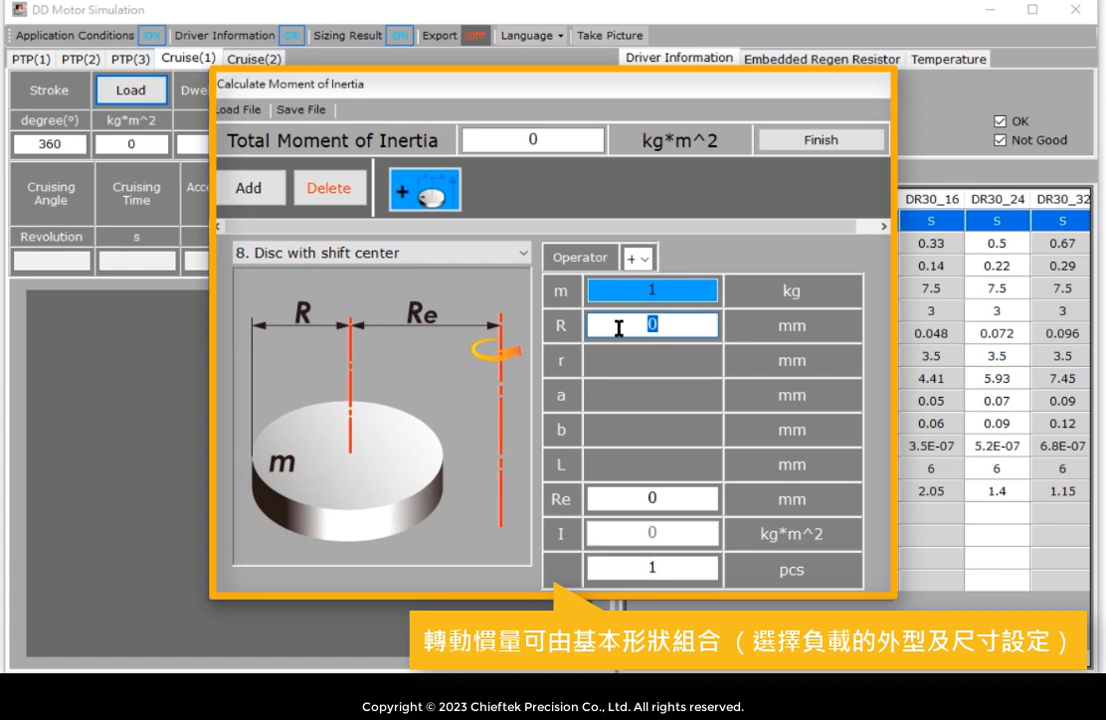 DD Motor Simulation
Application Conditions ON Driver Information ON Sizing Result ON Export OFF Language Take Picture
PTP(1) PTP(2) PTP(3) Cruise(1) Cruise(2)
Driver Information Embedded Regen Resistor Temperature
Stroke Load
degree(°) kg*m^2
360 0
Cruising Angle Cruising Time
Revolution s
Calculate Moment of Inertia
Load File Save File
Total Moment of Inertia 0 kg*m^2 Finish
Add Delete +
8. Disc with shift center
R Re
m
Operator +
m 1 kg
R 0 mm
r mm
a mm
b mm
L mm
Re 0 mm
I 0 kg*m^2
1 pcs
OK
Not Good
DR30_16 DR30_24 DR30_32
S S S
0.33 0.5 0.67
0.14 0.22 0.29
7.5 7.5 7.5
3 3 3
0.048 0.072 0.096
3.5 3.5 3.5
4.41 5.93 7.45
0.05 0.07 0.09
0.06 0.09 0.12
3.5E-07 5.2E-07 6.8E-07
6 6 6
2.05 1.4 1.15
轉動慣量可由基本形狀組合 （選擇負載的外型及尺寸設定）
Copyright © 2023 Chieftek Precision Co., Ltd. All rights reserved.